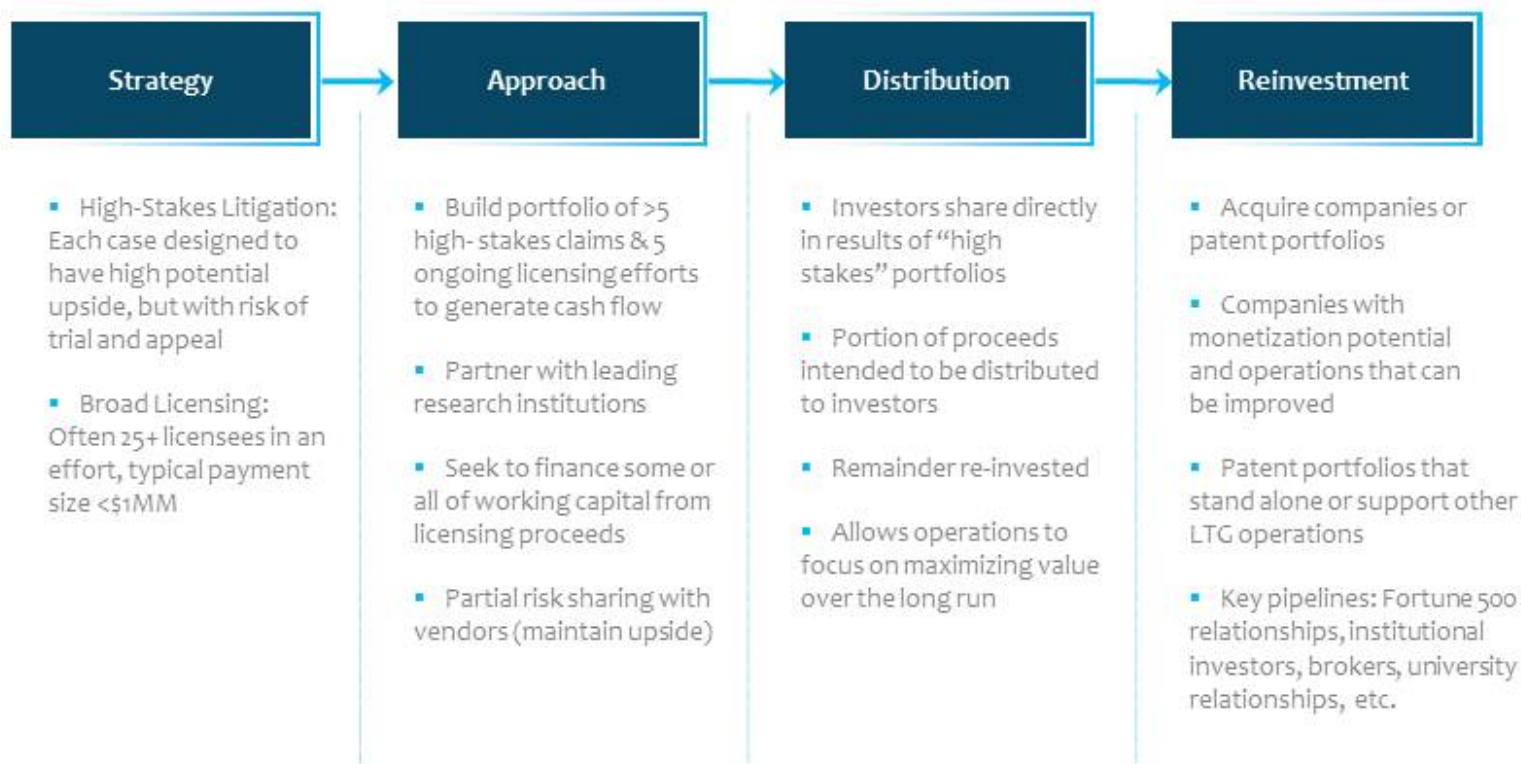 Strategy
Approach
Distribution
Reinvestment
▪ High-Stakes Litigation:
Each case designed to
have high potential
upside, but with risk of
trial and appeal
▪ Broad Licensing:
Often 25+ licensees in an
effort, typical payment
size <$1MM
▪ Build portfolio of >5
high- stakes claims & 5
ongoing licensing efforts
to generate cash flow
▪ Partner with leading
research institutions
▪ Seek to finance some or
all of working capital from
licensing proceeds
▪ Partial risk sharing with
vendors (maintain upside)
▪ Investors share directly
in results of “high
stakes” portfolios
▪ Portion of proceeds
intended to be distributed
to investors
▪ Remainder re-invested
▪ Allows operations to
focus on maximizing value
over the long run
▪ Acquire companies or
patent portfolios
▪ Companies with
monetization potential
and operations that can
be improved
▪ Patent portfolios that
stand alone or support other
LTG operations
▪ Key pipelines: Fortune 500
relationships, institutional
investors, brokers, university
relationships, etc.